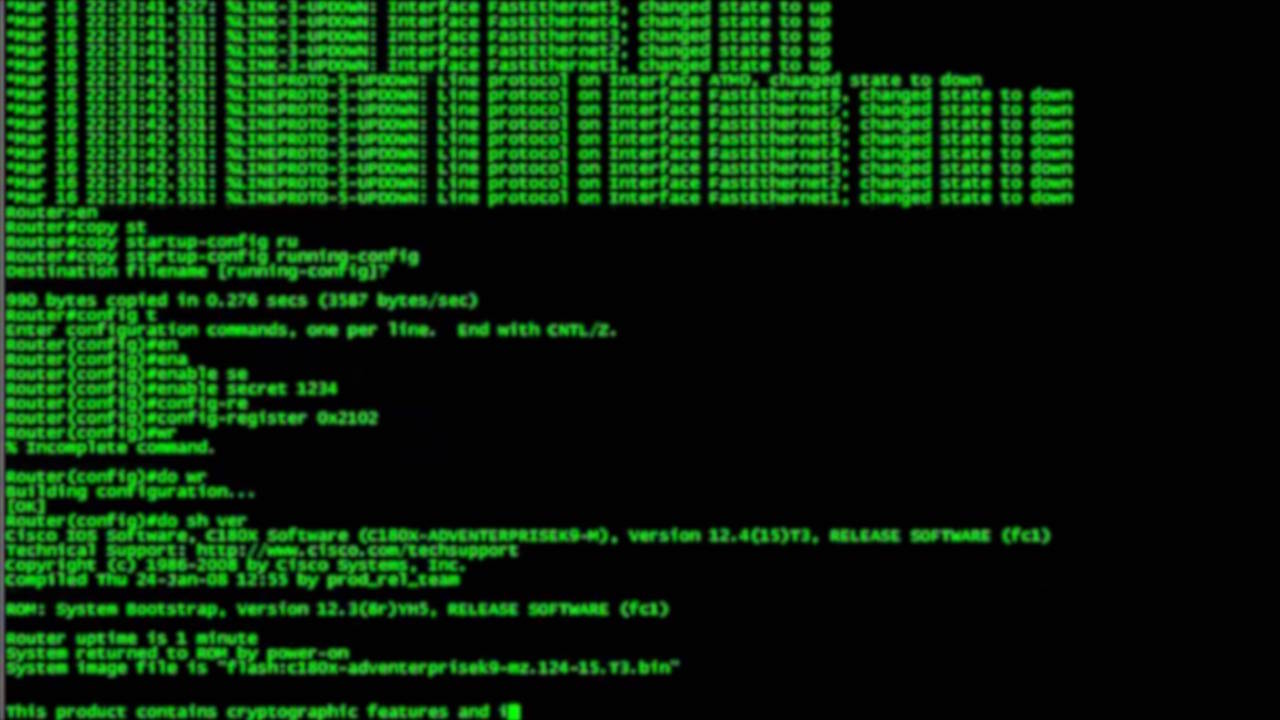 *Mar 16 22:23:41.527: %LINK-3-UPDOWN: Interface FastEthernet5, changed state to up
*Mar 16 22:23:41.531: %LINK-3-UPDOWN: Interface FastEthernet4, changed state to up
*Mar 16 22:23:41.531: %LINK-3-UPDOWN: Interface FastEthernet3, changed state to up
*Mar 16 22:23:41.531: %LINK-3-UPDOWN: Interface FastEthernet2, changed state to up
*Mar 16 22:23:41.531: %LINK-3-UPDOWN: Interface FastEthernet1, changed state to up
*Mar 16 22:23:42.531: %LINEPROTO-5-UPDOWN: Line protocol on Interface ATM0, changed state to down
*Mar 16 22:23:42.551: %LINEPROTO-5-UPDOWN: Line protocol on Interface FastEthernet8, changed state to down
*Mar 16 22:23:42.551: %LINEPROTO-5-UPDOWN: Line protocol on Interface FastEthernet7, changed state to down
*Mar 16 22:23:42.551: %LINEPROTO-5-UPDOWN: Line protocol on Interface FastEthernet6, changed state to down
*Mar 16 22:23:42.551: %LINEPROTO-5-UPDOWN: Line protocol on Interface FastEthernet5, changed state to down
*Mar 16 22:23:42.551: %LINEPROTO-5-UPDOWN: Line protocol on Interface FastEthernet4, changed state to down
*Mar 16 22:23:42.551: %LINEPROTO-5-UPDOWN: Line protocol on Interface FastEthernet3, changed state to down
*Mar 16 22:23:42.551: %LINEPROTO-5-UPDOWN: Line protocol on Interface FastEthernet2, changed state to down
*Mar 16 22:23:42.551: %LINEPROTO-5-UPDOWN: Line protocol on Interface FastEthernet1, changed state to down
Router>en
Router#copy st
Router#copy startup-config ru
Router#copy startup-config running-config
Destination filename [running-config]?
990 bytes copied in 0.276 secs (3587 bytes/sec)
Router#config t
Enter configuration commands, one per line.  End with CNTL/Z.
Router(config)#en
Router(config)#ena
Router(config)#enable se
Router(config)#enable secret 1234
Router(config)#config-re
Router(config)#config-register 0x2102
Router(config)#wr
% Incomplete command.
Router(config)#do wr
Building configuration...
[OK]
Router(config)#do sh ver
Cisco IOS Software, C180X Software (C180X-ADVENTERPRISEK9-M), Version 12.4(15)T3, RELEASE SOFTWARE (fc1)
Technical Support: http://www.cisco.com/techsupport
Copyright (c) 1986-2008 by Cisco Systems, Inc.
Compiled Thu 24-Jan-08 12:55 by prod_rel_team
ROM: System Bootstrap, Version 12.3(8r)YH5, RELEASE SOFTWARE (fc1)
Router uptime is 1 minute
System returned to ROM by power-on
System image file is "flash:c180x-adventerprisek9-mz.124-15.T3.bin"
This product contains cryptographic features and i